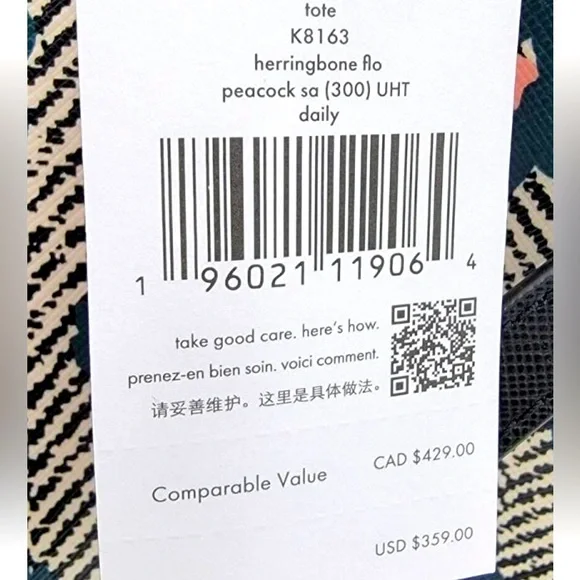 tote
K8163
herringbone flo
peacock sa (300) UHT
daily
1 96021 11906 4
take good care. here's how.
prenez-en bien soin. voici comment.
请妥善维护。这里是具体做法。
Comparable Value
CAD $429.00
USD $359.00